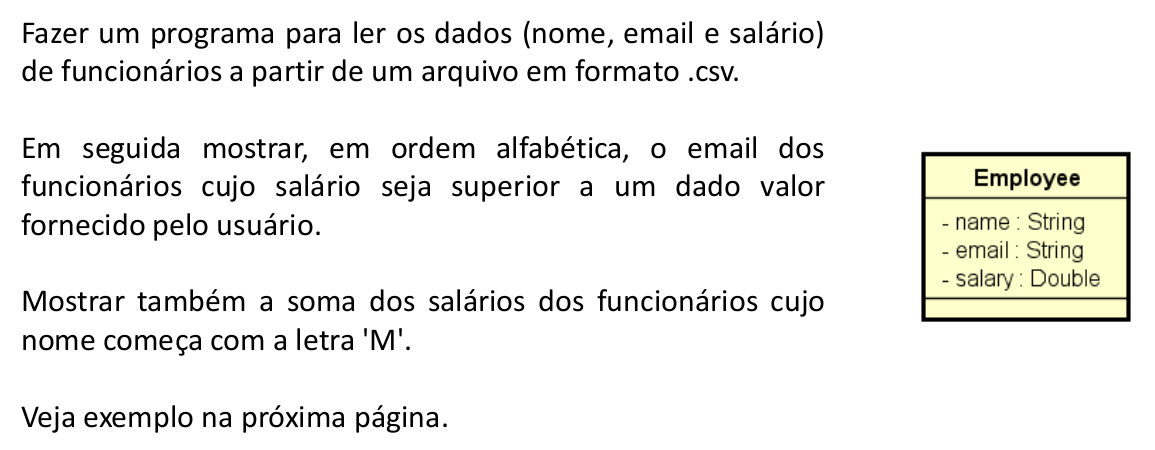 Fazer um programa para ler os dados (nome, email e salário)
de funcionários a partir de um arquivo em formato .csv.
Em seguida mostrar, em ordem alfabética, o email dos
funcionários cujo salário seja superior a um dado valor
fornecido pelo usuário.
Mostrar também a soma dos salários dos funcionários cujo
nome começa com a letra 'M'.
Veja exemplo na próxima página.
Employee
- name : String
- email : String
- salary : Double